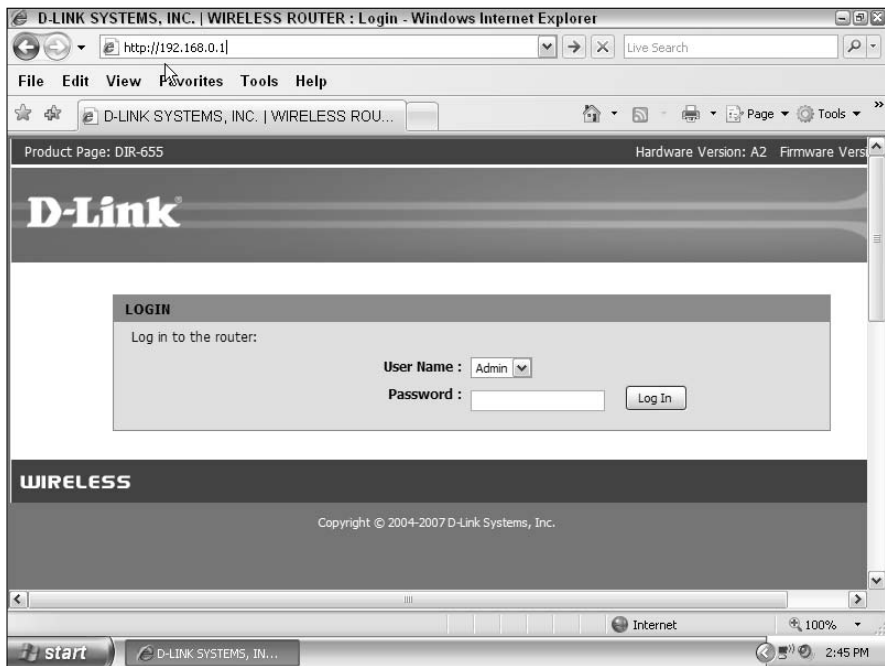 D-LINK SYSTEMS, INC. | WIRELESS ROUTER : Login - Windows Internet Explorer
http://192.168.0.1
Live Search
File Edit View Favorites Tools Help
D-LINK SYSTEMS, INC. | WIRELESS ROU...
Page Tools »
Product Page: DIR-655 Hardware Version: A2 Firmware Versi
D-Link
LOGIN
Log in to the router:
User Name : Admin
Password :
Log In
WIRELESS
Copyright © 2004-2007 D-Link Systems, Inc.
Internet 100%
start D-LINK SYSTEMS, IN... 2:45 PM